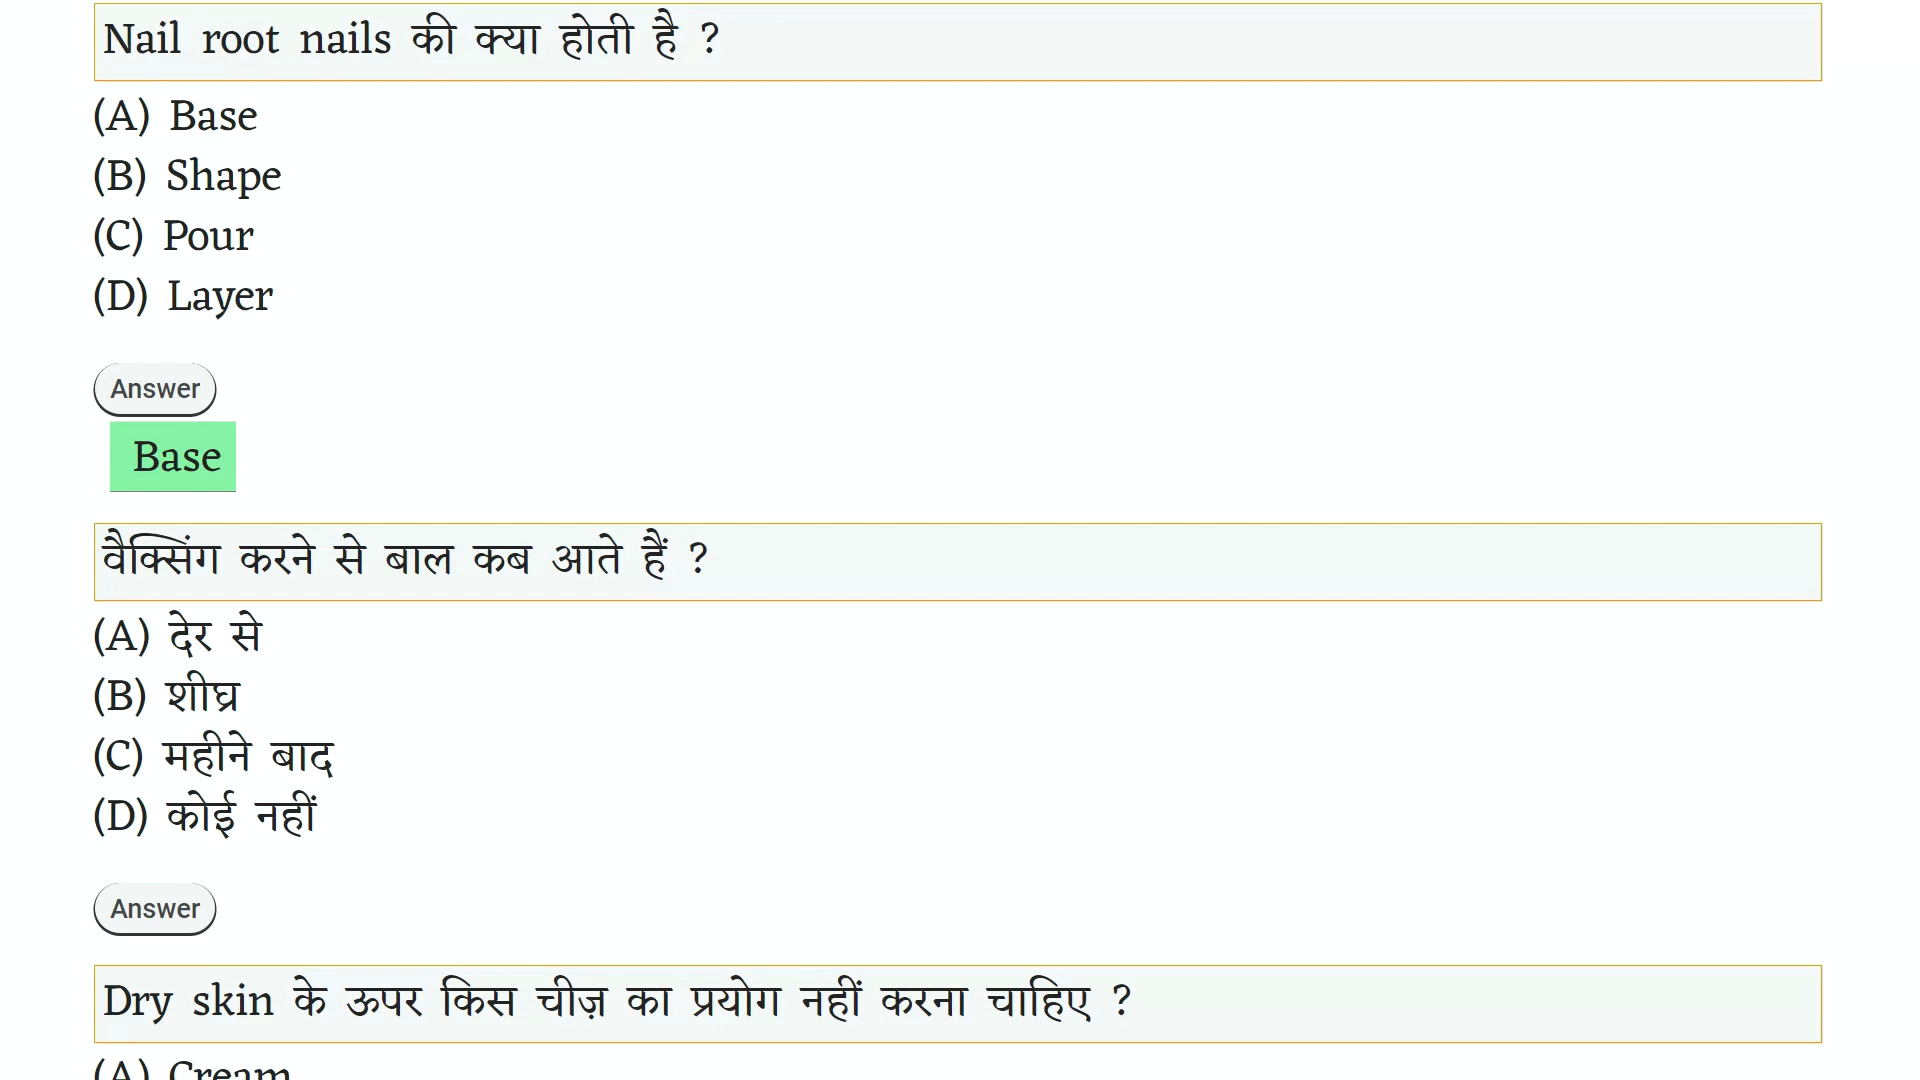 Nail root nails की क्या होती है ?
(A) Base
(B) Shape
(C) Pour
(D) Layer
Answer
Base
वैक्सिंग करने से बाल कब आते हैं ?
(A) देर से
(B) शीघ्र
(C) महीने बाद
(D) कोई नहीं
Answer
Dry skin के ऊपर किस चीज़ का प्रयोग नहीं करना चाहिए ?
(A) Cream